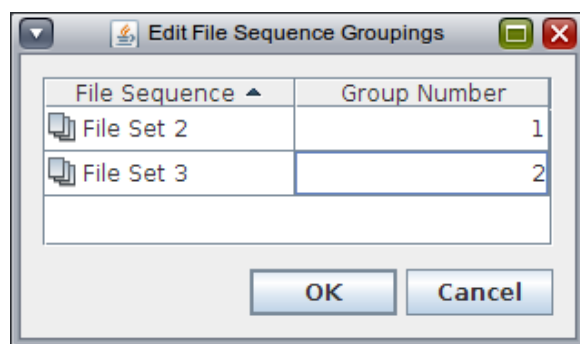 Edit File Sequence Groupings
File Sequence Group Number
File Set 2 1
File Set 3 2
OK Cancel